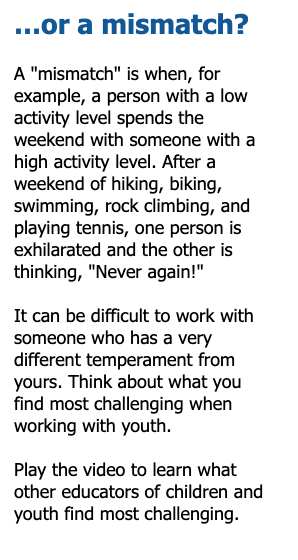 ...or a mismatch?
A "mismatch" is when, for
example, a person with a low
activity level spends the
weekend with someone with a
high activity level. After a
weekend of hiking, biking,
swimming, rock climbing, and
playing tennis, one person is
exhilarated and the other is
thinking, "Never again!"
It can be difficult to work with
someone who has a very
different temperament from
yours. Think about what you
find most challenging when
working with youth.
Play the video to learn what
other educators of children and
youth find most challenging.